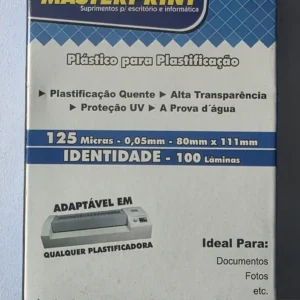 MASTERPRINT
Suprimentos p/ escritório e informática
Plástico para Plastificação
Plastificação Quente Alta Transparência
Proteção UV A Prova d´água
125 Micras - 0,05mm - 80mm x 111mm
IDENTIDADE - 100 Lâminas
ADAPTÁVEL EM
QUALQUER PLASTIFICADORA
Ideal Para:
Documentos
Fotos
etc.